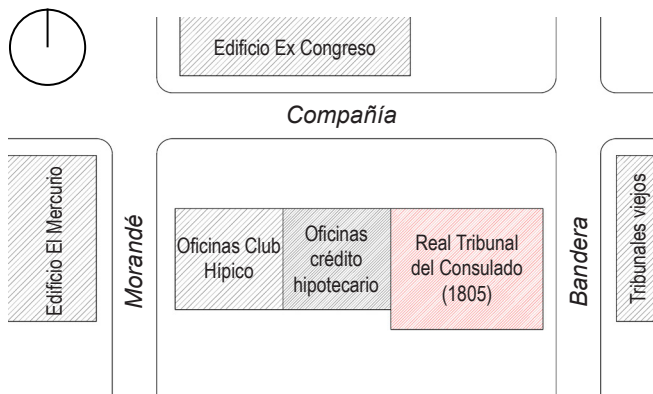 Edificio Ex Congreso
Compañía
Edificio El Mercurio
Morandé
Oficinas Club
Hípico
Oficinas
crédito
hipotecario
Real Tribunal
del Consulado
(1805)
Bandera
Tribunales viejos